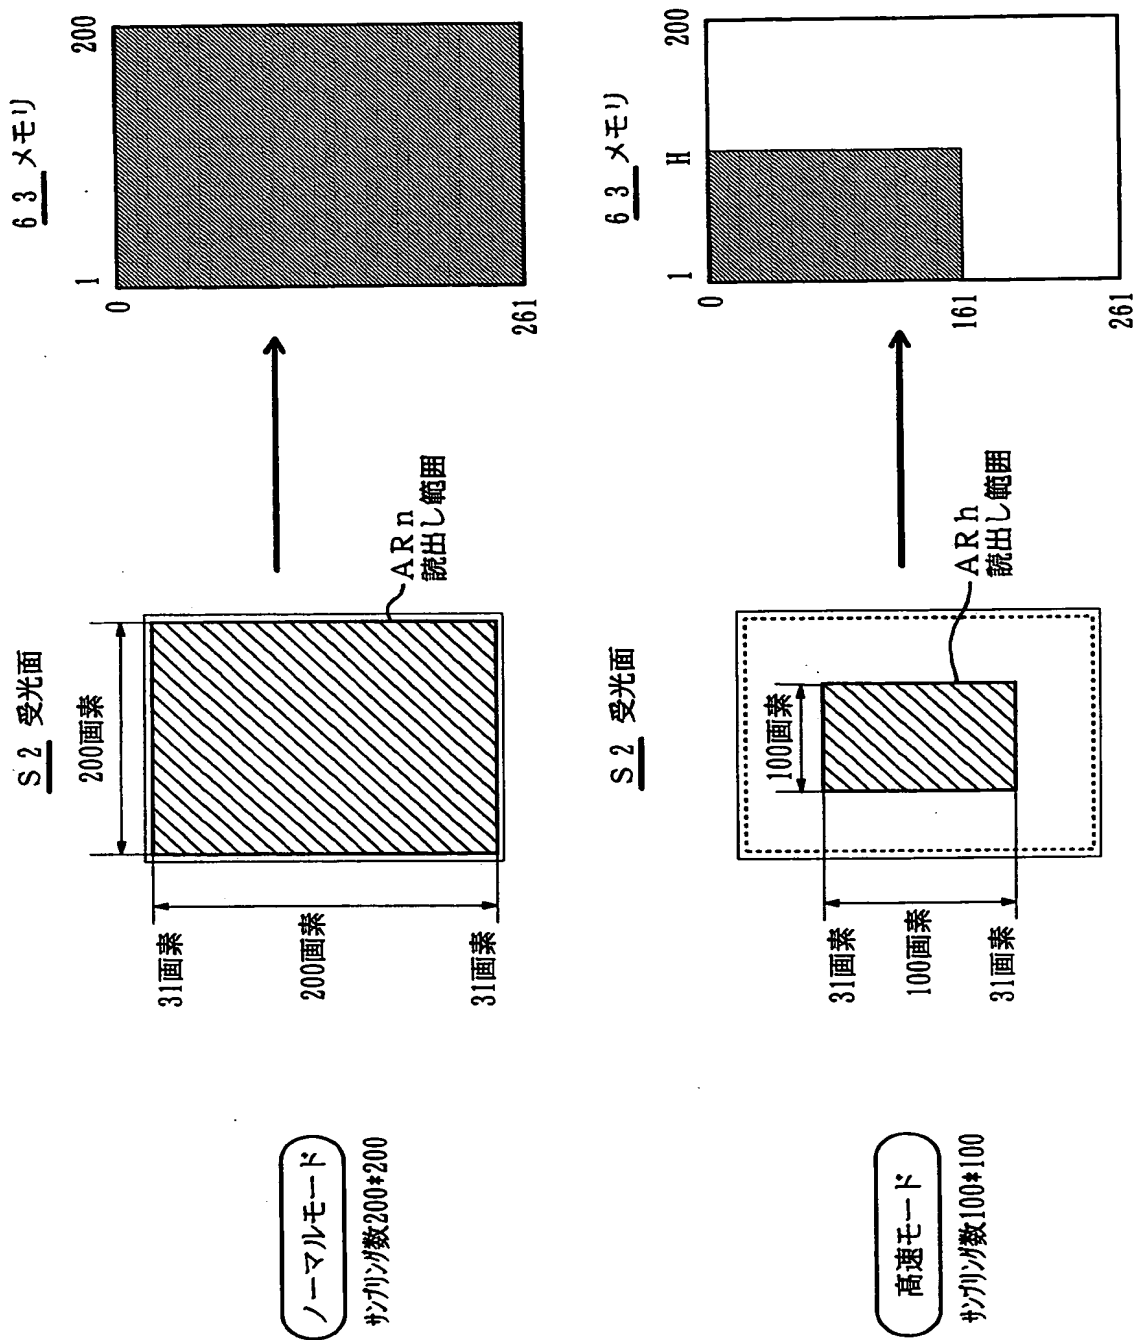 ノーマルモード
サンプリング数200*200
S2 受光面
200画素
31画素
200画素
31画素
ARn
読出し範囲
63 メモリ
1
200
0
261
高速モード
サンプリング数100*100
S2 受光面
100画素
31画素
100画素
31画素
ARh
読出し範囲
63 メモリ
1
H
200
0
161
261